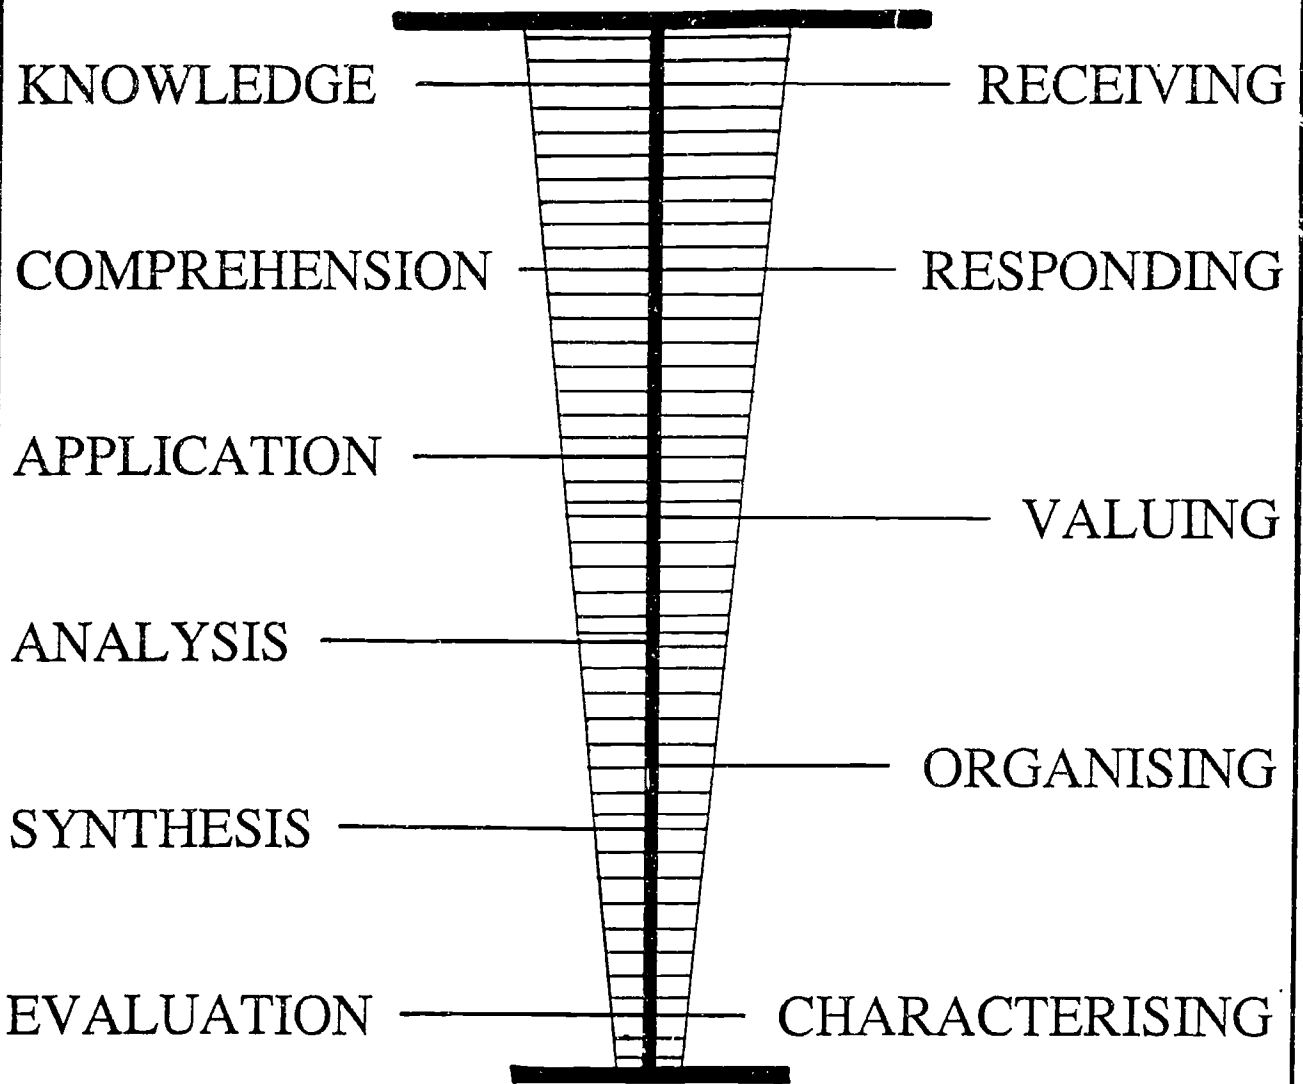 KNOWLEDGE
RECEIVING
COMPREHENSION
RESPONDING
APPLICATION
VALUING
ANALYSIS
ORGANISING
SYNTHESIS
EVALUATION
CHARACTERISING